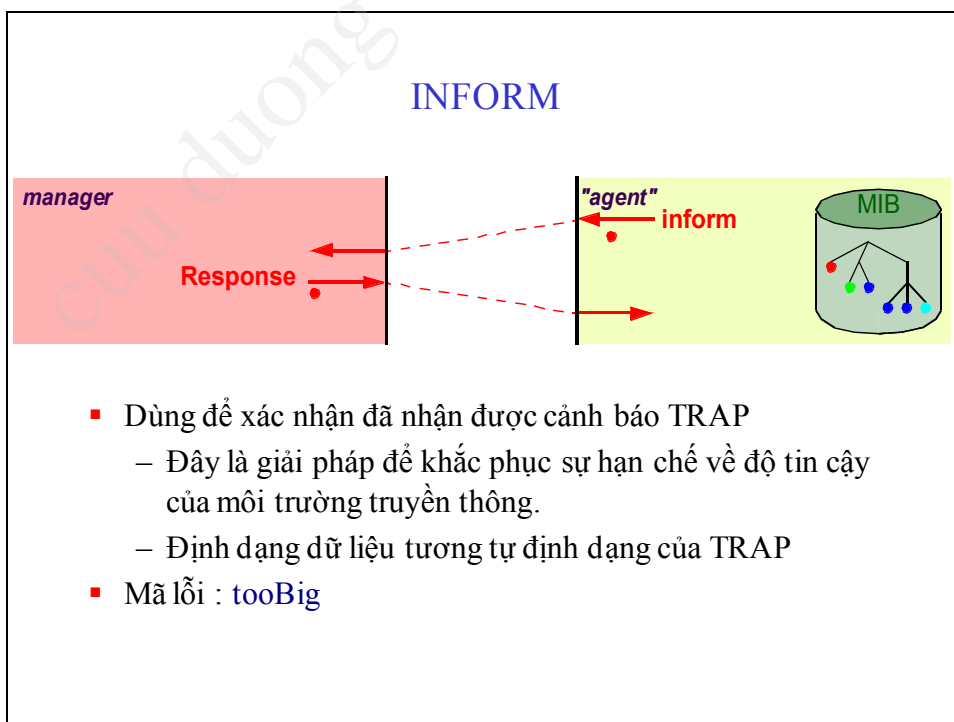 INFORM
manager
"agent"
MIB
inform
Response
cuu duong
▪ Dùng để xác nhận đã nhận được cảnh báo TRAP
– Đây là giải pháp để khắc phục sự hạn chế về độ tin cậy
của môi trường truyền thông.
– Định dạng dữ liệu tương tự định dạng của TRAP
▪ Mã lỗi : tooBig